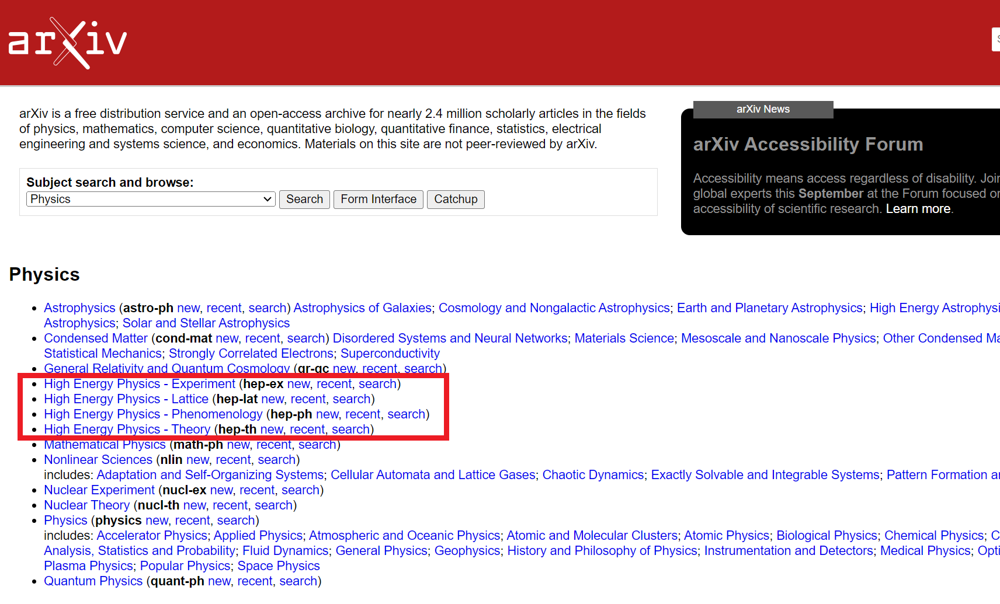 arXiv
arXiv is a free distribution service and an open-access archive for nearly 2.4 million scholarly articles in the fields
of physics, mathematics, computer science, quantitative biology, quantitative finance, statistics, electrical
engineering and systems science, and economics. Materials on this site are not peer-reviewed by arXiv.
Subject search and browse:
Physics Search Form Interface Catchup
arXiv News
arXiv Accessibility Forum
Accessibility means access regardless of disability. Join
global experts this September at the Forum focused on
accessibility of scientific research. Learn more.
Physics
Astrophysics (astro-ph new, recent, search) Astrophysics of Galaxies; Cosmology and Nongalactic Astrophysics; Earth and Planetary Astrophysics; High Energy
Astrophysics; Solar and Stellar Astrophysics
Condensed Matter (cond-mat new, recent, search) Disordered Systems and Neural Networks; Materials Science; Mesoscale and Nanoscale Physics; Other Condensed
Statistical Mechanics; Strongly Correlated Electrons; Superconductivity
General Relativity and Quantum Cosmology (gr-qc new, recent, search)
High Energy Physics - Experiment (hep-ex new, recent, search)
High Energy Physics - Lattice (hep-lat new, recent, search)
High Energy Physics - Phenomenology (hep-ph new, recent, search)
High Energy Physics - Theory (hep-th new, recent, search)
Mathematical Physics (math-ph new, recent, search)
Nonlinear Sciences (nlin new, recent, search)
includes: Adaptation and Self-Organizing Systems; Cellular Automata and Lattice Gases; Chaotic Dynamics; Exactly Solvable and Integrable Systems; Pattern Formation
Nuclear Experiment (nucl-ex new, recent, search)
Nuclear Theory (nucl-th new, recent, search)
Physics (physics new, recent, search)
includes: Accelerator Physics; Applied Physics; Atmospheric and Oceanic Physics; Atomic and Molecular Clusters; Atomic Physics; Biological Physics; Chemical Physics;
Analysis, Statistics and Probability; Fluid Dynamics; General Physics; Geophysics; History and Philosophy of Physics; Instrumentation and Detectors; Medical Physics;
Plasma Physics; Popular Physics; Space Physics
Quantum Physics (quant-ph new, recent, search)